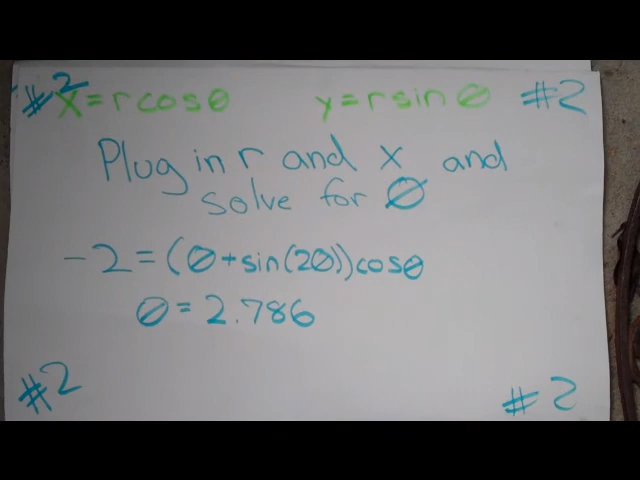 #2 #2
x=rcosθ y=rsinθ
Plug in r and x and
solve for θ
-2=(θ+sin(2θ))cosθ
θ=2.786
#2 #2